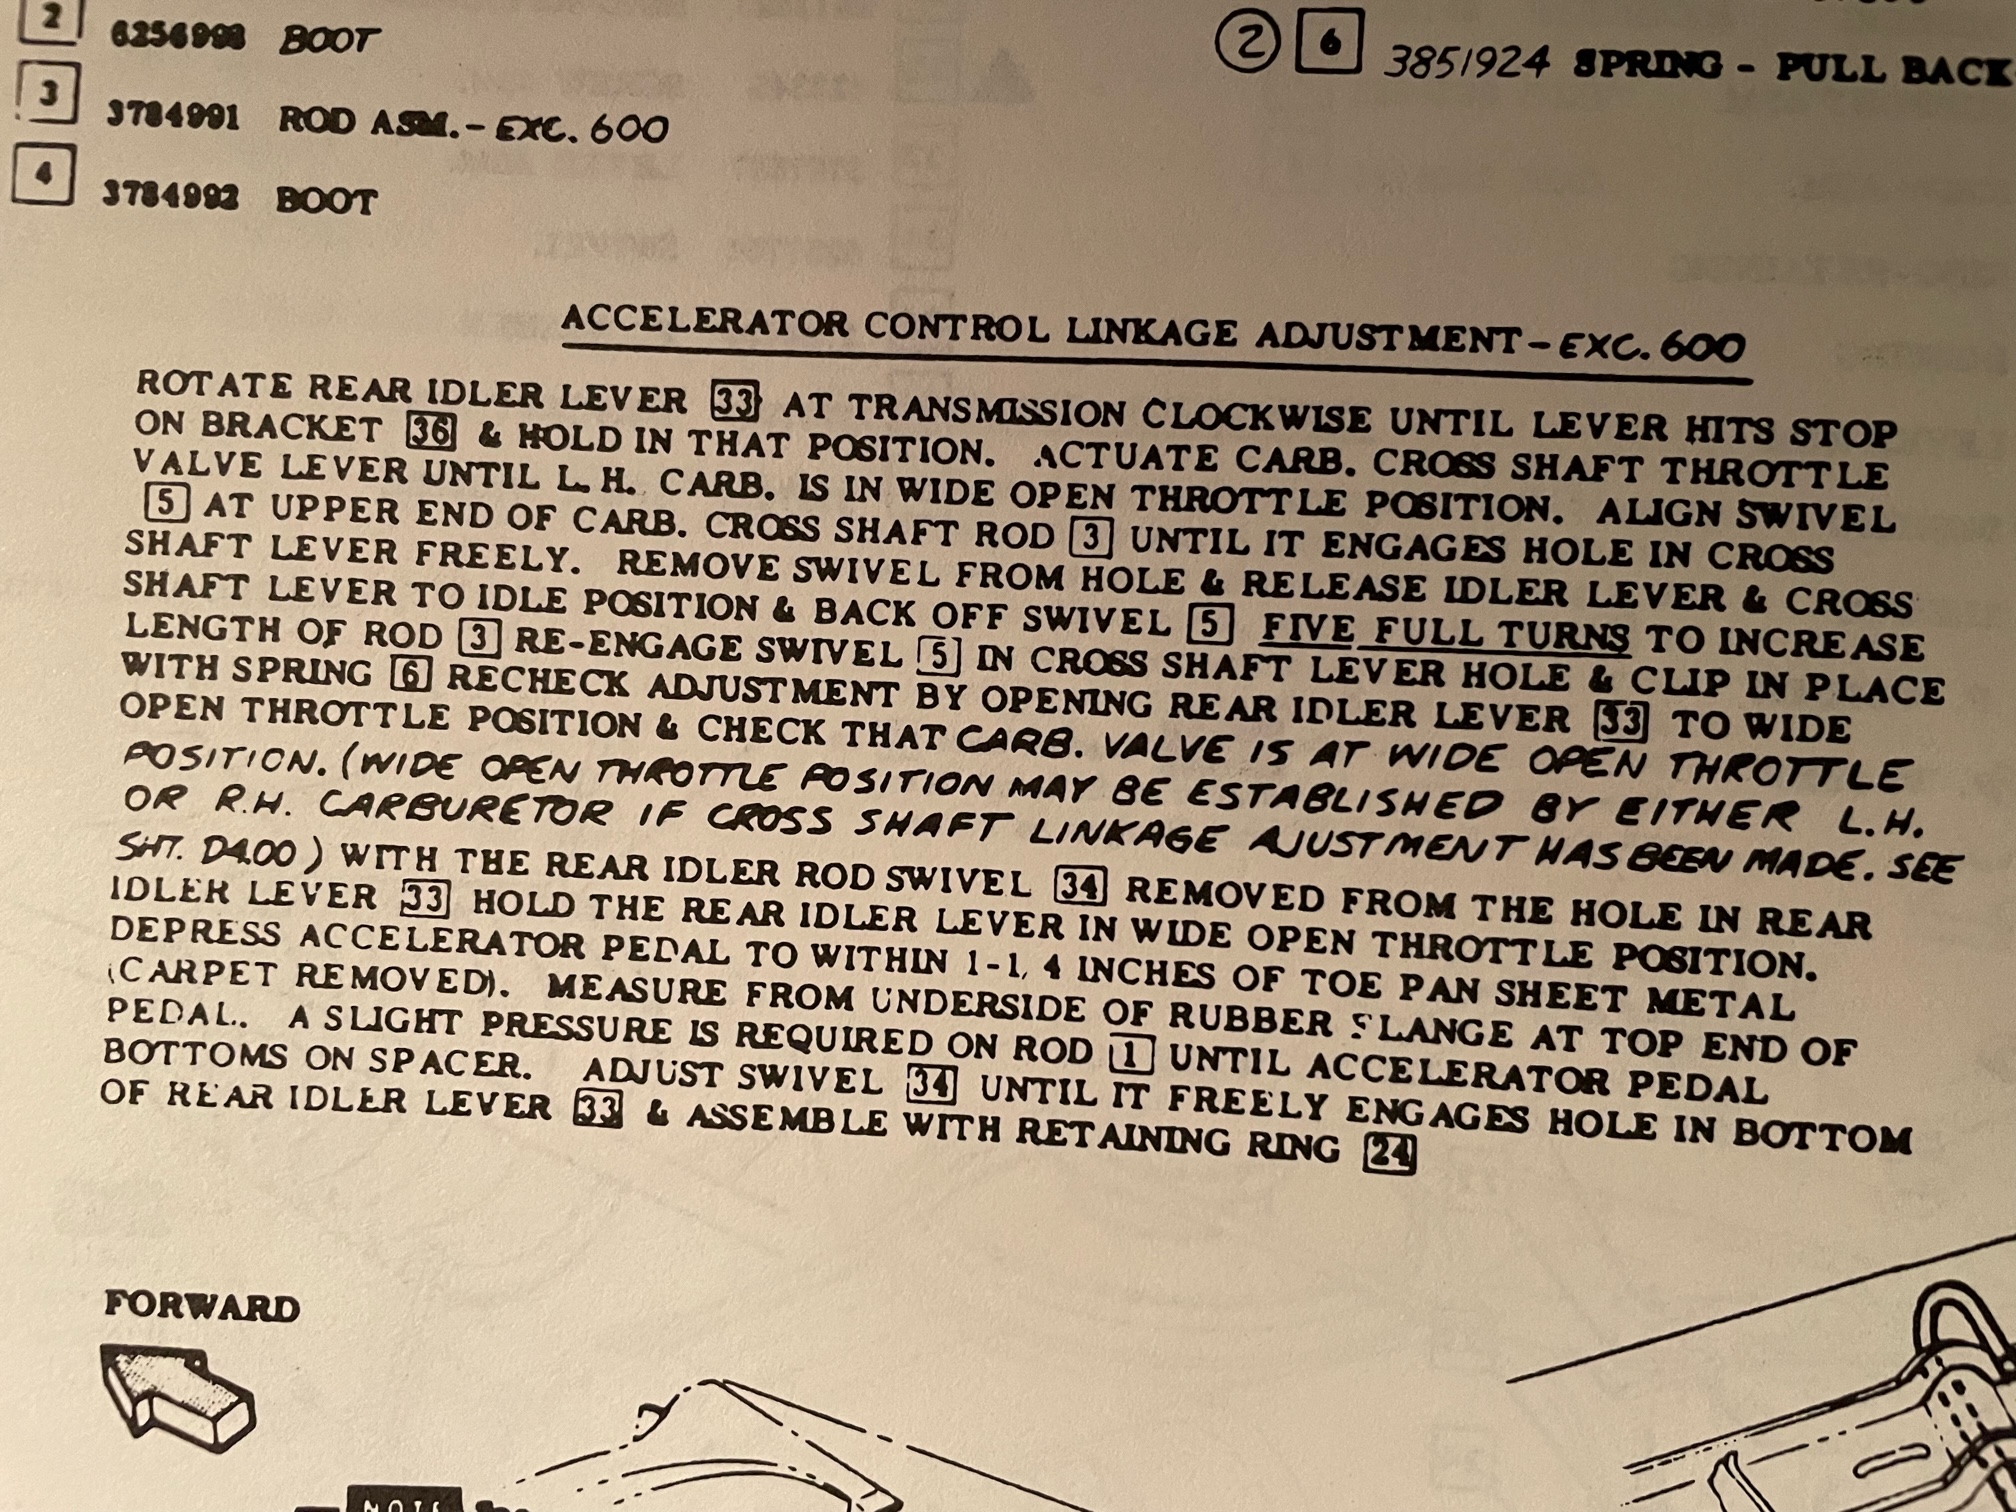 2 6256993 BOOT
2 6 3851924 SPRING - PULL BACK
3 3784991 ROD ASM.-EXC. 600
4 3784992 BOOT
ACCELERATOR CONTROL LINKAGE ADJUSTMENT-EXC. 600
ROTATE REAR IDLER LEVER 33 AT TRANSMISSION CLOCKWISE UNTIL LEVER HITS STOP
ON BRACKET 36 & HOLD IN THAT POSITION. ACTUATE CARB. CROSS SHAFT THROTTLE
VALVE LEVER UNTIL L. H. CARB. IS IN WIDE OPEN THROTTLE POSITION. ALIGN SWIVEL
5 AT UPPER END OF CARB. CROSS SHAFT ROD 3 UNTIL IT ENGAGES HOLE IN CROSS
SHAFT LEVER FREELY. REMOVE SWIVEL FROM HOLE & RELEASE IDLER LEVER & CROSS
SHAFT LEVER TO IDLE POSITION & BACK OFF SWIVEL 5 FIVE FULL TURNS TO INCREASE
LENGTH OF ROD 3 RE-ENGAGE SWIVEL 5 IN CROSS SHAFT LEVER HOLE & CLIP IN PLACE
WITH SPRING 6 RECHECK ADJUSTMENT BY OPENING REAR IDLER LEVER 33 TO WIDE
OPEN THROTTLE POSITION & CHECK THAT CARB. VALVE IS AT WIDE OPEN THROTTLE
POSITION. (WIDE OPEN THROTTLE POSITION MAY BE ESTABLISHED BY EITHER L.H.
OR R.H. CARBURETOR IF CROSS SHAFT LINKAGE AJUSTMENT HAS BEEN MADE. SEE
SHT. D4.00) WITH THE REAR IDLER ROD SWIVEL 34 REMOVED FROM THE HOLE IN REAR
IDLER LEVER 33 HOLD THE REAR IDLER LEVER IN WIDE OPEN THROTTLE POSITION.
DEPRESS ACCELERATOR PEDAL TO WITHIN 1-1, 4 INCHES OF TOE PAN SHEET METAL
(CARPET REMOVED). MEASURE FROM UNDERSIDE OF RUBBER FLANGE AT TOP END OF
PEDAL. A SLIGHT PRESSURE IS REQUIRED ON ROD 1 UNTIL ACCELERATOR PEDAL
BOTTOMS ON SPACER. ADJUST SWIVEL 34 UNTIL IT FREELY ENGAGES HOLE IN BOTTOM
OF REAR IDLER LEVER 33 & ASSEMBLE WITH RETAINING RING 24
FORWARD
NOTE